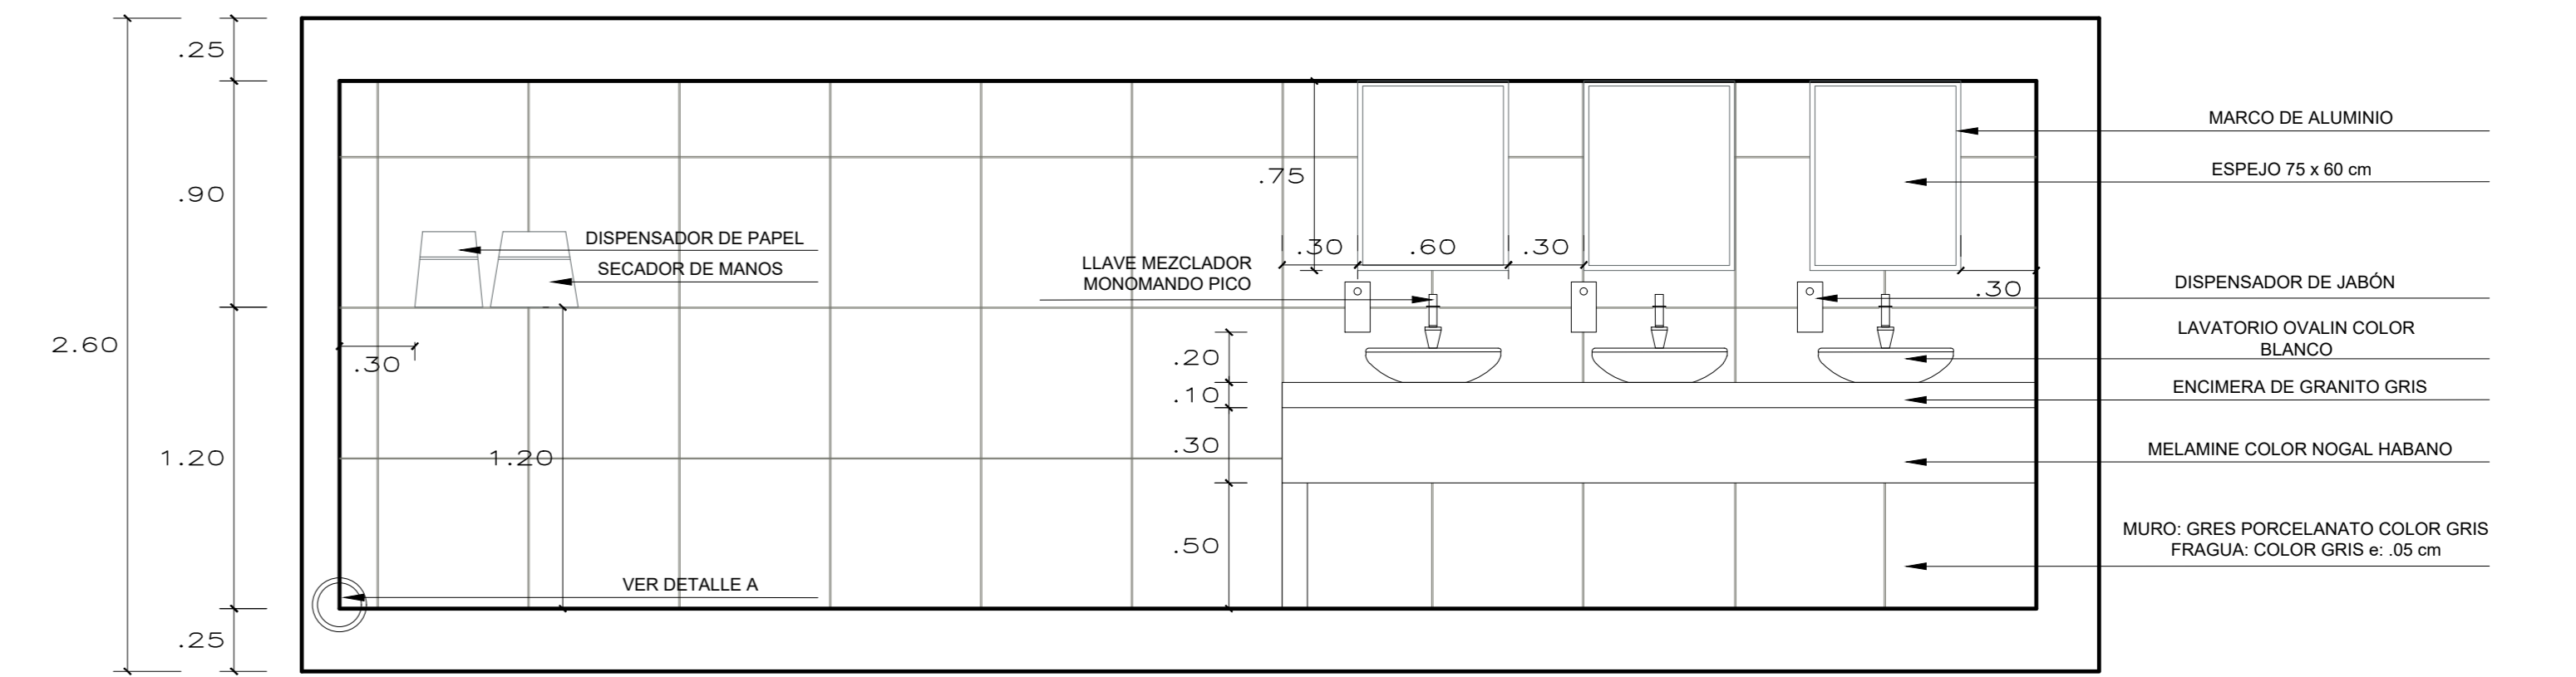 .25
.90
2.60
1.20
.25
DISPENSADOR DE PAPEL
SECADOR DE MANOS
.30
1.20
VER DETALLE A
.75
.30
.60
.30
LLAVE MEZCLADOR
MONOMANDO PICO
.20
.10
.30
.50
.30
MARCO DE ALUMINIO
ESPEJO 75 x 60 cm
DISPENSADOR DE JABÓN
LAVATORIO OVALIN COLOR
BLANCO
ENCIMERA DE GRANITO GRIS
MELAMINE COLOR NOGAL HABANO
MURO: GRES PORCELANATO COLOR GRIS
FRAGUA: COLOR GRIS e: .05 cm